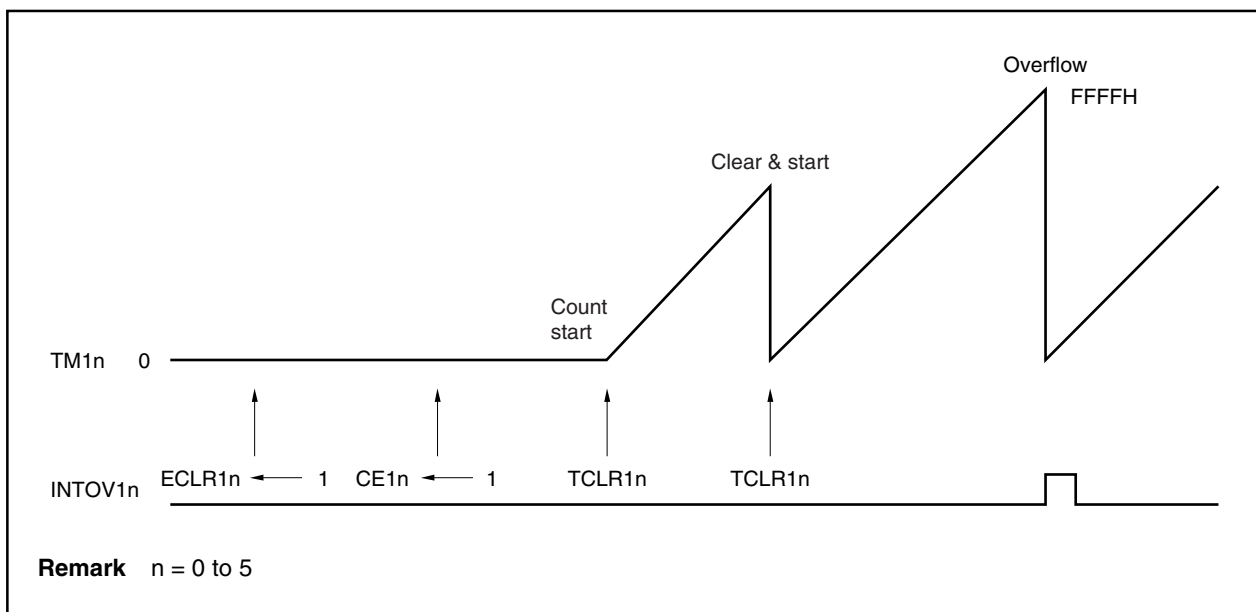 Overflow
FFFFH
Clear & start
Count
start
TM1n 0
ECLR1n ← 1 CE1n ← 1 TCLR1n TCLR1n
INTOV1n
Remark n = 0 to 5